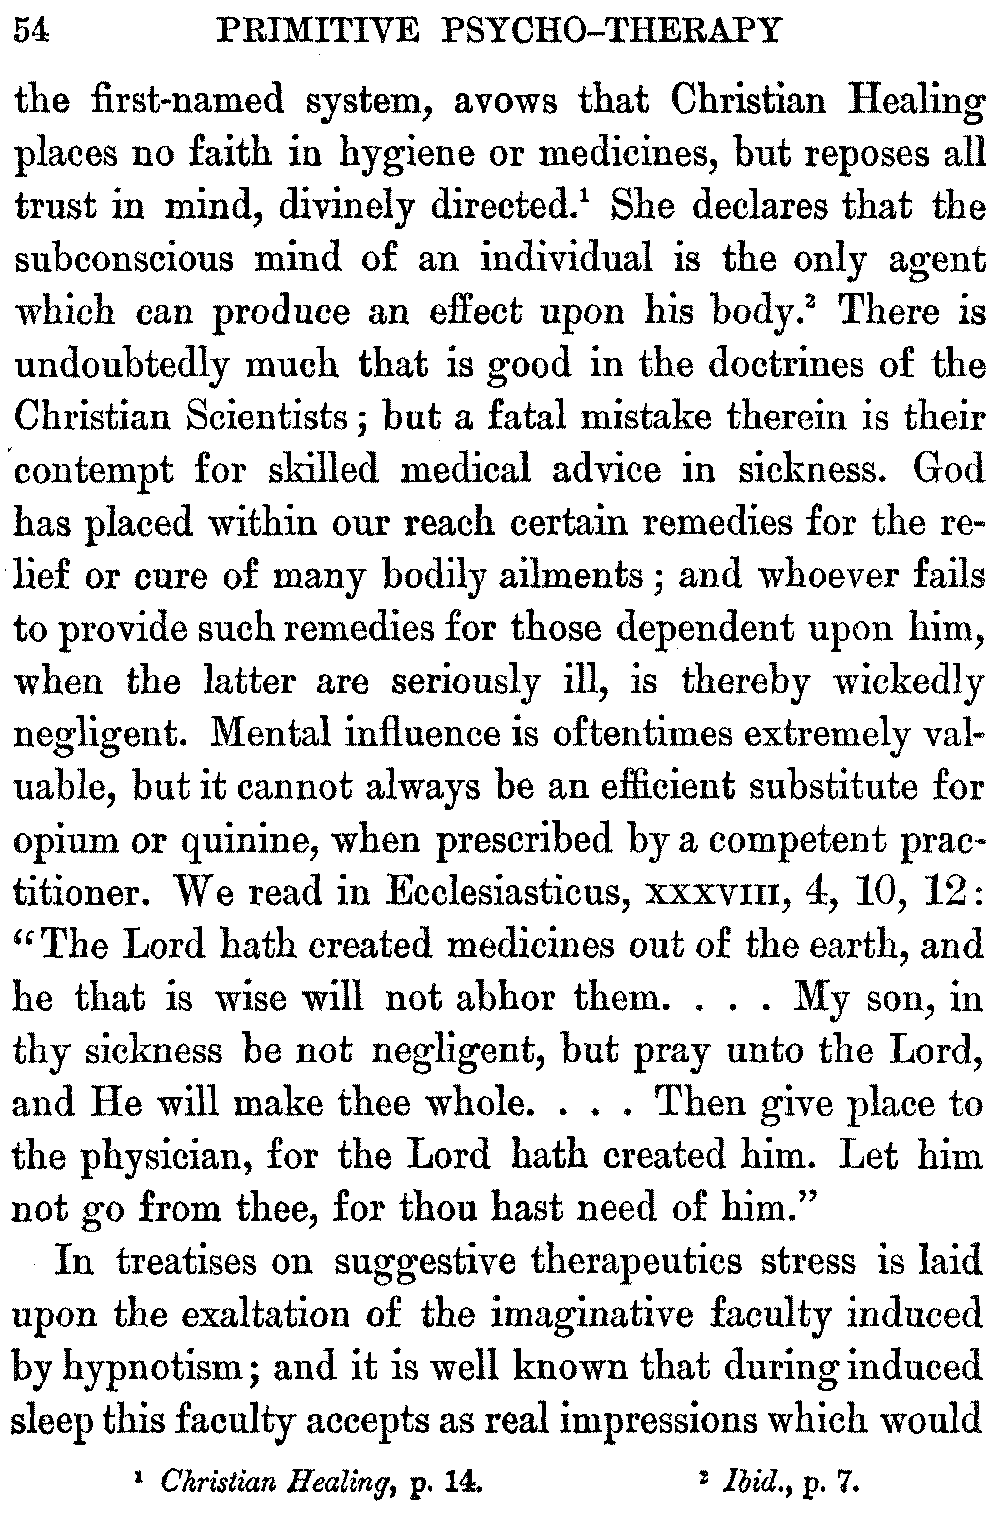 54 PRIMITIVE PSYCHO-THERAPY
the first-named system, avows that Christian Healing
places no faith in hygiene or medicines, but reposes all
trust in mind, divinely directed.¹ She declares that the
subconscious mind of an individual is the only agent
which can produce an effect upon his body.² There is
undoubtedly much that is good in the doctrines of the
Christian Scientists; but a fatal mistake therein is their
contempt for skilled medical advice in sickness. God
has placed within our reach certain remedies for the re-
lief or cure of many bodily ailments; and whoever fails
to provide such remedies for those dependent upon him,
when the latter are seriously ill, is thereby wickedly
negligent. Mental influence is oftentimes extremely val-
uable, but it cannot always be an efficient substitute for
opium or quinine, when prescribed by a competent prac-
titioner. We read in Ecclesiasticus, XXXVIII, 4, 10, 12:
"The Lord hath created medicines out of the earth, and
he that is wise will not abhor them. . . . My son, in
thy sickness be not negligent, but pray unto the Lord,
and He will make thee whole. . . . Then give place to
the physician, for the Lord hath created him. Let him
not go from thee, for thou hast need of him."
In treatises on suggestive therapeutics stress is laid
upon the exaltation of the imaginative faculty induced
by hypnotism; and it is well known that during induced
sleep this faculty accepts as real impressions which would
¹ Christian Healing, p. 14. ² Ibid., p. 7.